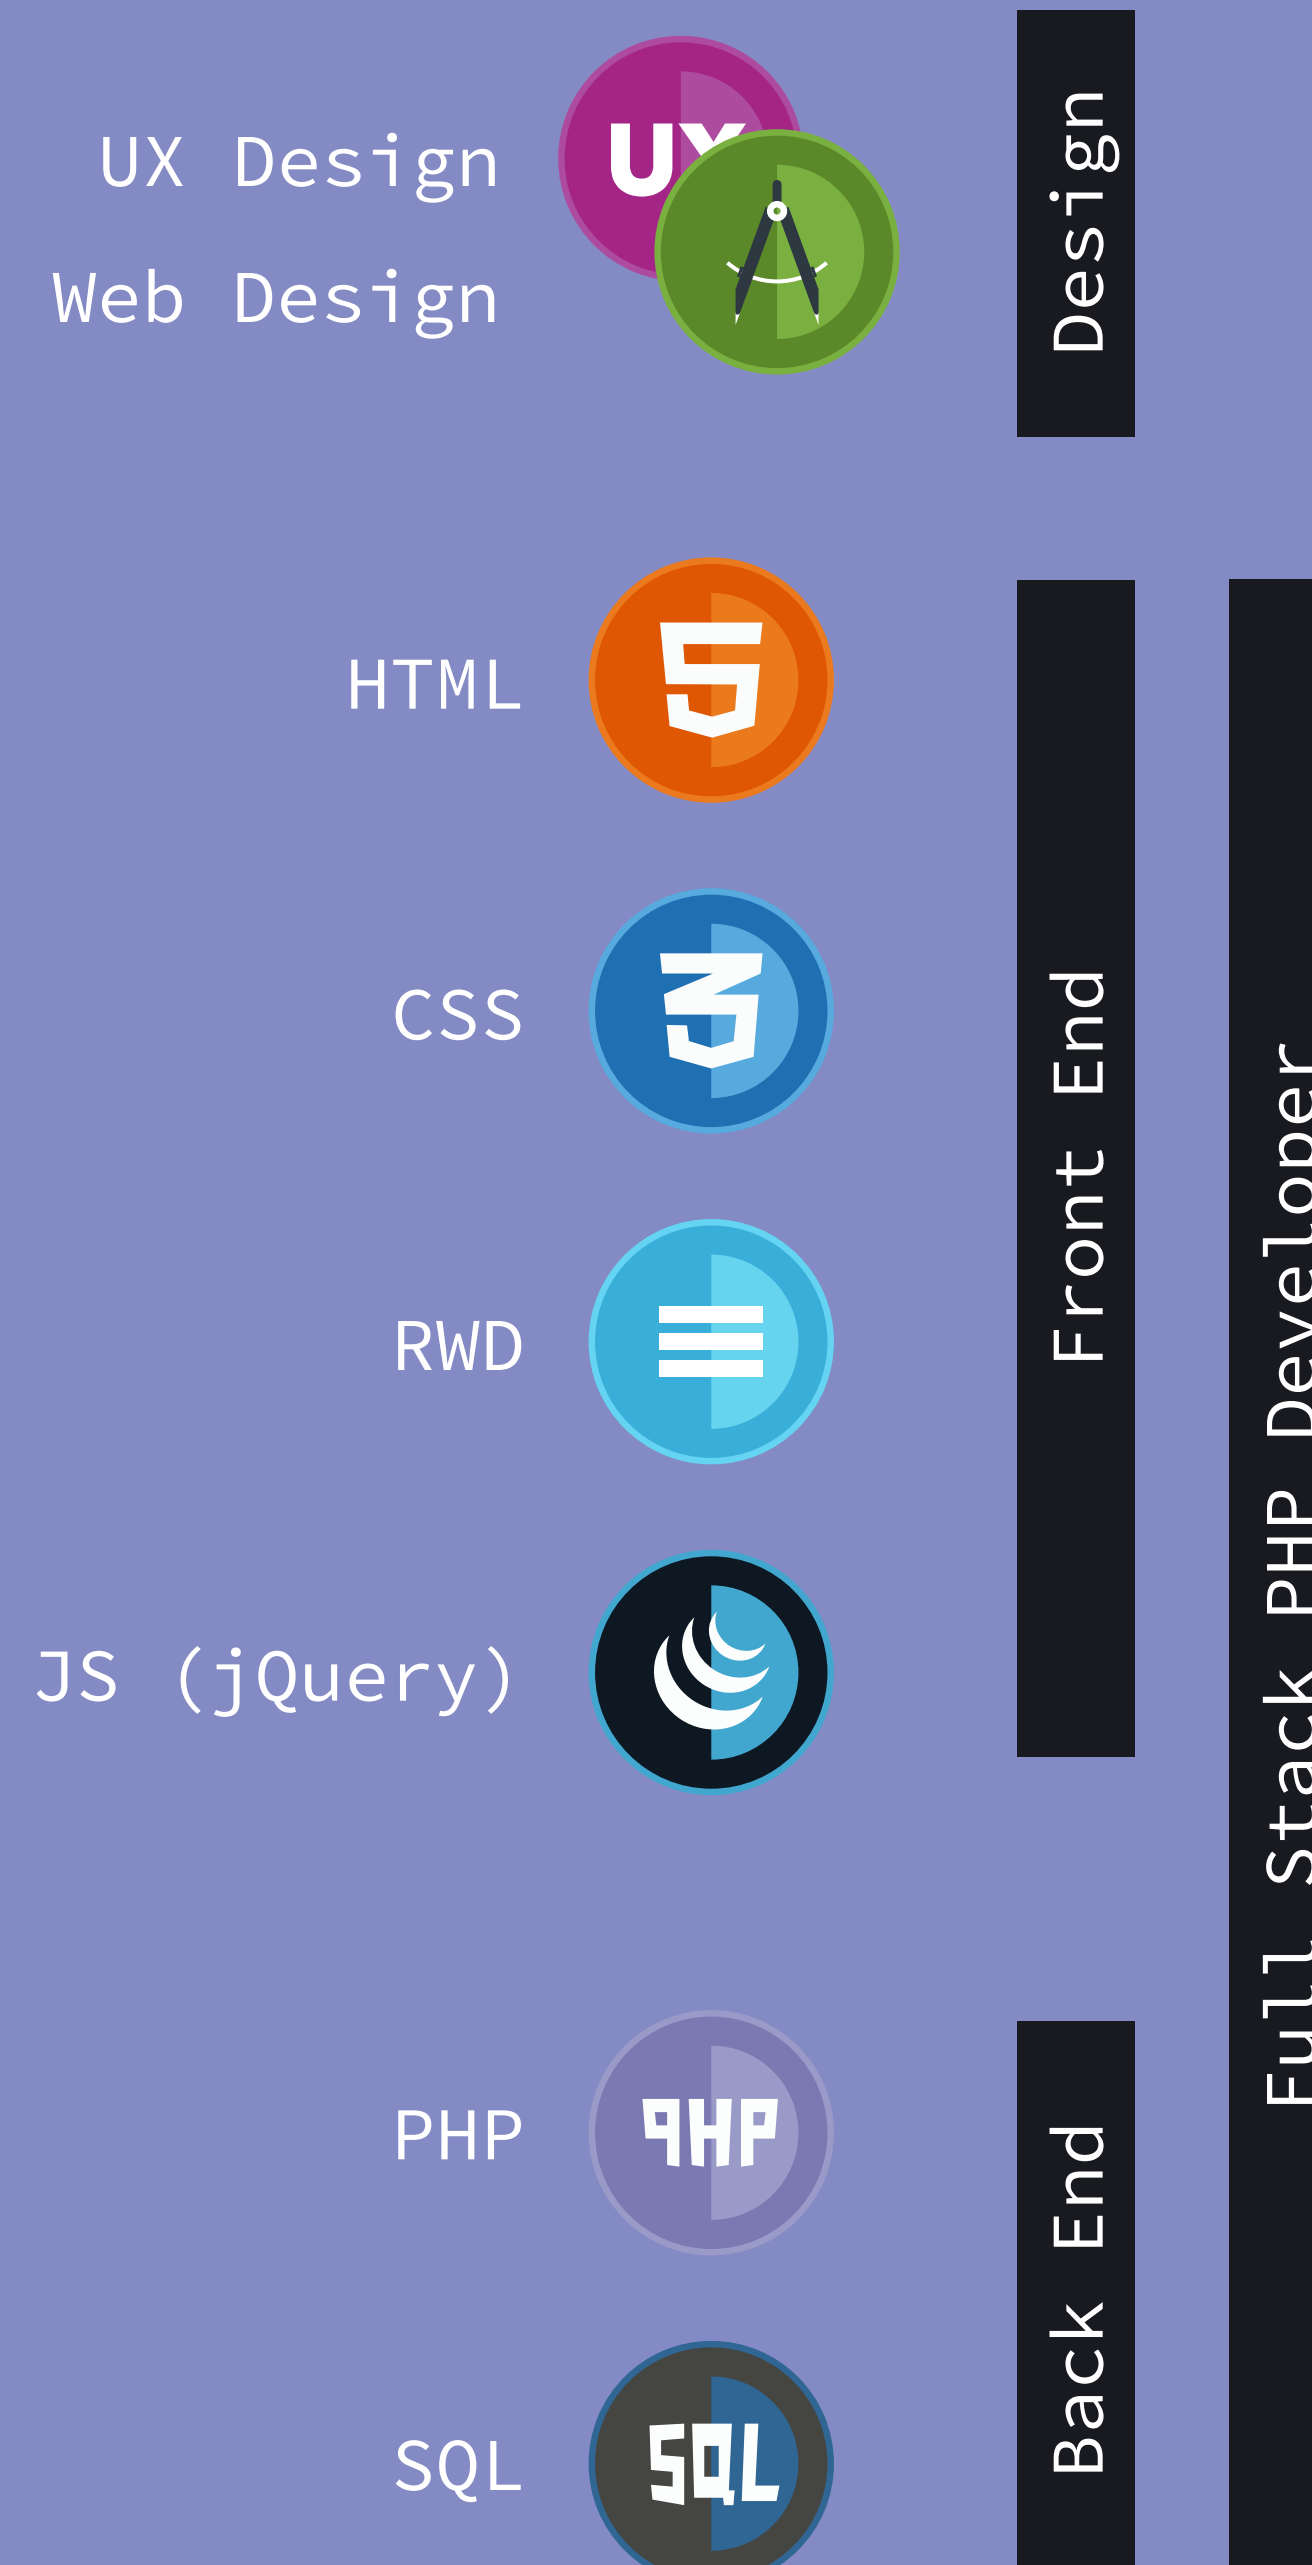 UX Design
Web Design
UX
Design
HTML
5
CSS
3
RWD
JS (jQuery)
Front End
Full Stack PHP Developer
PHP
PHP
SQL
SQL
Back End